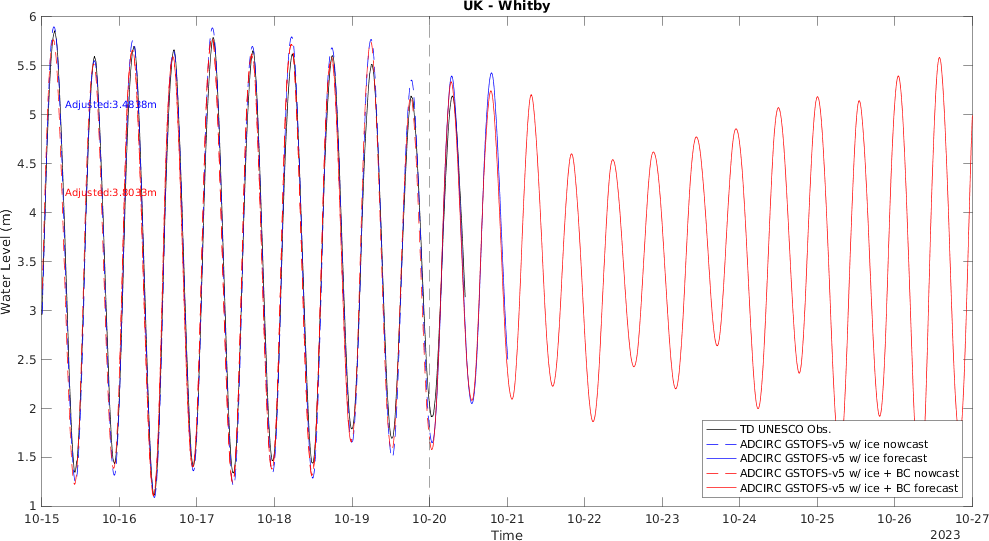 UK - Whitby
6
5.5
5
4.5
4
3.5
3
2.5
2
1.5
1
Water Level (m)
Adjusted:3.4838m
Adjusted:3.8033m
TD UNESCO Obs.
ADCIRC GSTOFS-v5 w/ ice nowcast
ADCIRC GSTOFS-v5 w/ ice forecast
ADCIRC GSTOFS-v5 w/ ice + BC nowcast
ADCIRC GSTOFS-v5 w/ ice + BC forecast
10-15 10-16 10-17 10-18 10-19 10-20 10-21 10-22 10-23 10-24 10-25 10-26 10-27
Time
2023